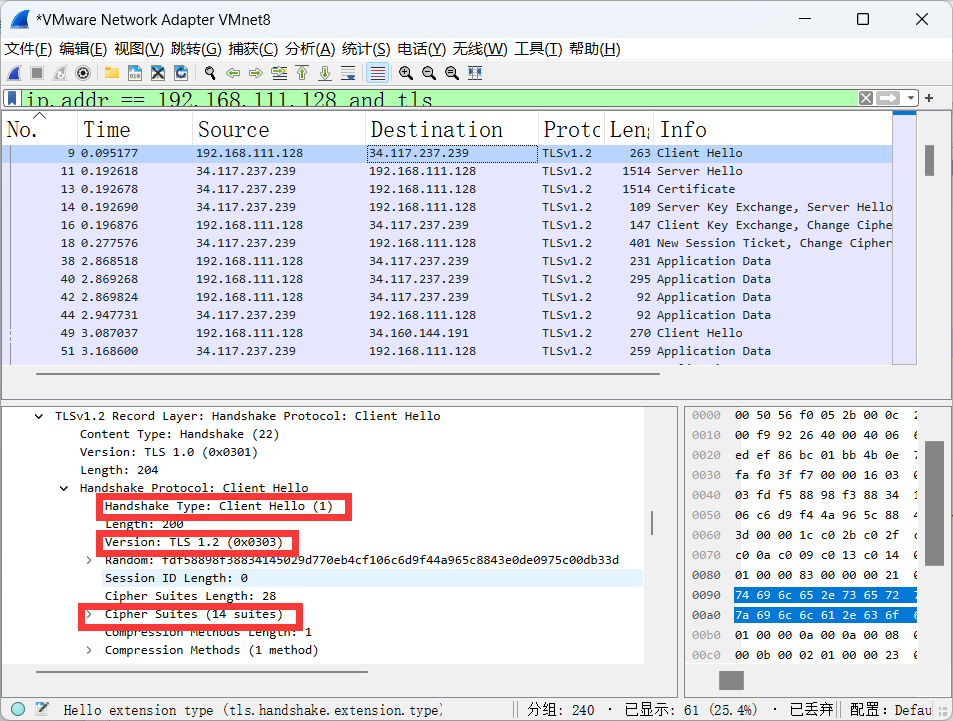 *VMware Network Adapter VMnet8
文件(F) 编辑(E) 视图(V) 跳转(G) 捕获(C) 分析(A) 统计(S) 电话(Y) 无线(W) 工具(T) 帮助(H)
ip.addr == 192.168.111.128 and tls
No. Time Source Destination Protc Leng Info
9 0.095177 192.168.111.128 34.117.237.239 TLSv1.2 263 Client Hello
11 0.192618 34.117.237.239 192.168.111.128 TLSv1.2 1514 Server Hello
13 0.192678 34.117.237.239 192.168.111.128 TLSv1.2 1514 Certificate
14 0.192690 34.117.237.239 192.168.111.128 TLSv1.2 109 Server Key Exchange, Server Hello
16 0.196876 192.168.111.128 34.117.237.239 TLSv1.2 147 Client Key Exchange, Change Ciphe
18 0.277576 34.117.237.239 192.168.111.128 TLSv1.2 401 New Session Ticket, Change Cipher
38 2.868518 192.168.111.128 34.117.237.239 TLSv1.2 231 Application Data
40 2.869268 192.168.111.128 34.117.237.239 TLSv1.2 295 Application Data
42 2.869824 192.168.111.128 34.117.237.239 TLSv1.2 92 Application Data
44 2.947731 34.117.237.239 192.168.111.128 TLSv1.2 92 Application Data
49 3.087037 192.168.111.128 34.160.144.191 TLSv1.2 270 Client Hello
51 3.168600 34.117.237.239 192.168.111.128 TLSv1.2 259 Application Data
TLSv1.2 Record Layer: Handshake Protocol: Client Hello
Content Type: Handshake (22)
Version: TLS 1.0 (0x0301)
Length: 204
Handshake Protocol: Client Hello
Handshake Type: Client Hello (1)
Length: 200
Version: TLS 1.2 (0x0303)
Random: fdf58898f38834145029d770eb4cf106c6d9f44a965c8843e0de0975c00db33d
Session ID Length: 0
Cipher Suites Length: 28
Cipher Suites (14 suites)
Compression Methods Length: 1
Compression Methods (1 method)
0000 00 50 56 f0 05 2b 00 0c 2
0010 00 f9 92 26 40 00 40 06 6
0020 ed ef 86 bc 01 bb 4b 0e 7
0030 fa f0 3f f7 00 00 16 03 0
0040 03 fd f5 88 98 f3 88 34 1
0050 06 c6 d9 f4 4a 96 5c 88 4
0060 3d 00 00 1c c0 2b c0 2f c
0070 c0 0a c0 09 c0 13 c0 14 0
0080 01 00 00 83 00 00 00 21 0
0090 74 69 6c 65 2e 73 65 72 7
00a0 7a 69 6c 6c 61 2e 63 6f 6
00b0 01 00 00 0a 00 0a 00 08 0
00c0 00 0b 00 02 01 00 00 23 0
Hello extension type (tls.handshake.extension.type) 分组: 240 · 已显示: 61 (25.4%) · 已丢弃 配置: Defau